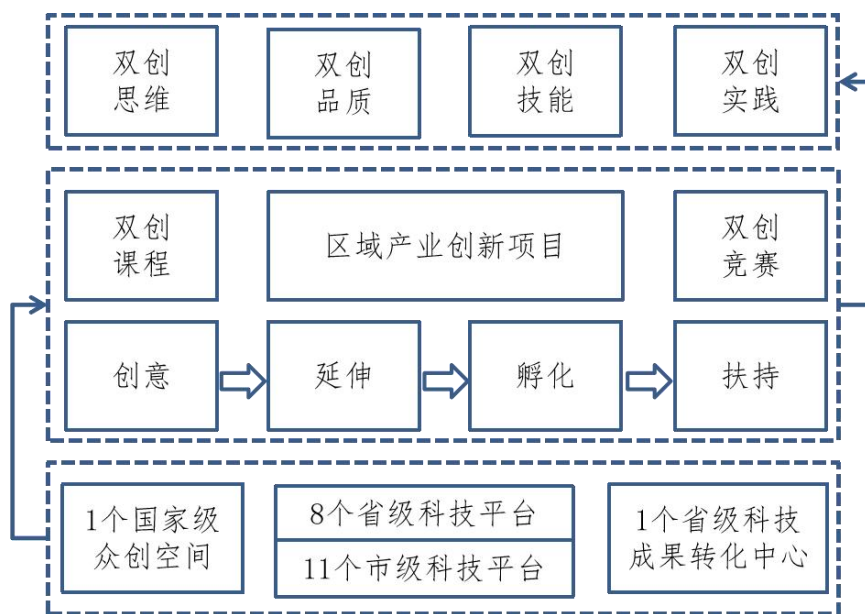 双创
思维
双创
品质
双创
技能
双创
实践
双创
课程
区域产业创新项目
双创
竞赛
创意
延伸
孵化
扶持
1个国家级
众创空间
8个省级科技平台
11个市级科技平台
1个省级科技
成果转化中心